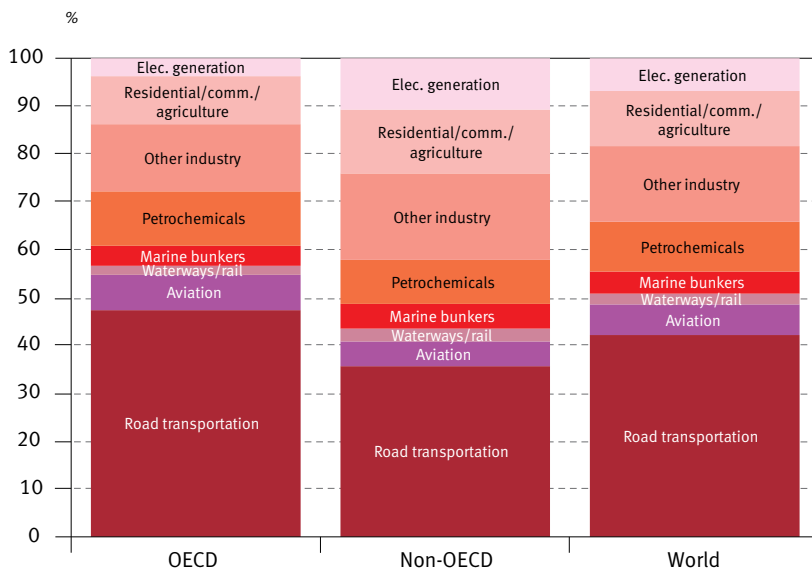 %
100
90
80
70
60
50
40
30
20
10
0
Elec. generation
Residential/comm./
agriculture
Other industry
Petrochemicals
Marine bunkers
Waterways/rail
Aviation
Road transportation
Elec. generation
Residential/comm./
agriculture
Other industry
Petrochemicals
Marine bunkers
Waterways/rail
Aviation
Road transportation
Elec. generation
Residential/comm./
agriculture
Other industry
Petrochemicals
Marine bunkers
Waterways/rail
Aviation
Road transportation
OECD
Non-OECD
World